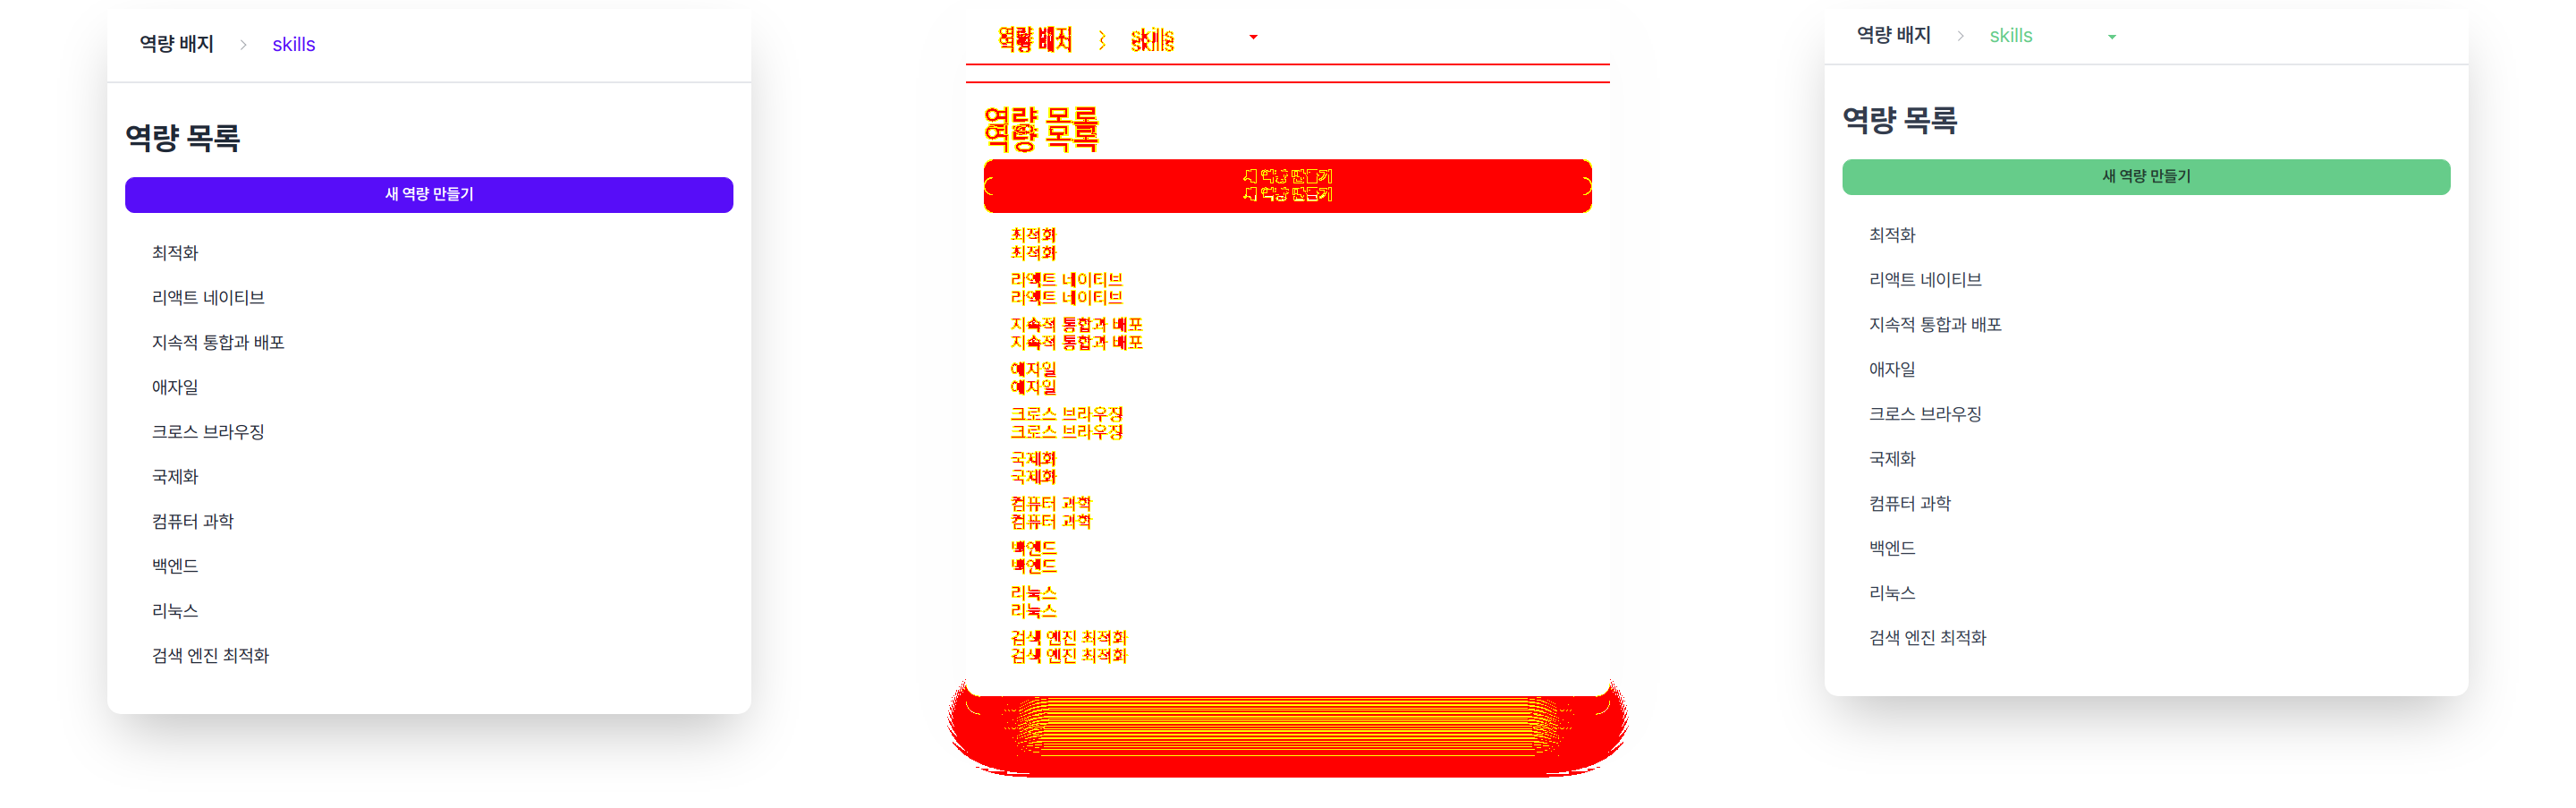 역량 배지 > skills
역량 목록
새 역량 만들기
최적화
리액트 네이티브
지속적 통합과 배포
애자일
크로스 브라우징
국제화
컴퓨터 과학
백엔드
리눅스
검색 엔진 최적화
역량 배지 > skills
역량 목록
역량 목록
새 역량 만들기
새 역량 만들기
최적화
최적화
리액트 네이티브
리액트 네이티브
지속적 통합과 배포
지속적 통합과 배포
애자일
애자일
크로스 브라우징
크로스 브라우징
국제화
국제화
컴퓨터 과학
컴퓨터 과학
백엔드
백엔드
리눅스
리눅스
검색 엔진 최적화
검색 엔진 최적화
역량 배지 > skills
역량 목록
새 역량 만들기
최적화
리액트 네이티브
지속적 통합과 배포
애자일
크로스 브라우징
국제화
컴퓨터 과학
백엔드
리눅스
검색 엔진 최적화